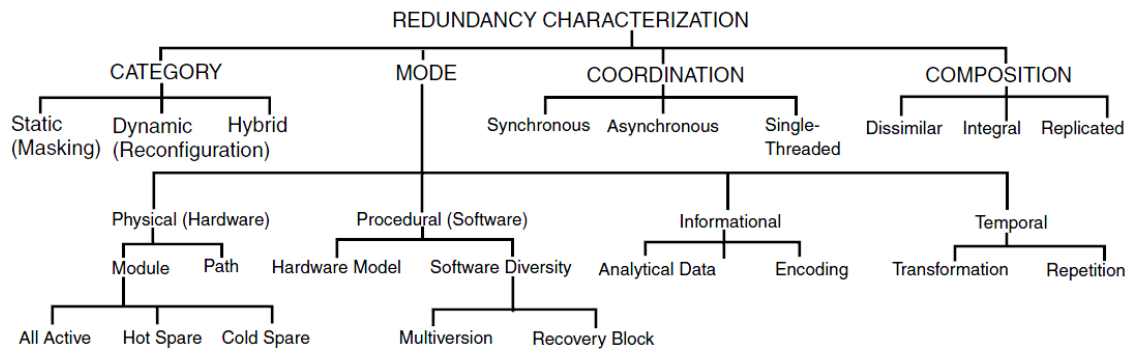 REDUNDANCY CHARACTERIZATION
CATEGORY
MODE
COORDINATION
COMPOSITION
Static
(Masking)
Dynamic
(Reconfiguration)
Hybrid
Synchronous
Asynchronous
Single-
Threaded
Dissimilar
Integral
Replicated
Physical (Hardware)
Procedural (Software)
Informational
Temporal
Module
Path
Hardware Model
Software Diversity
Analytical Data
Encoding
Transformation
Repetition
All Active
Hot Spare
Cold Spare
Multiversion
Recovery Block